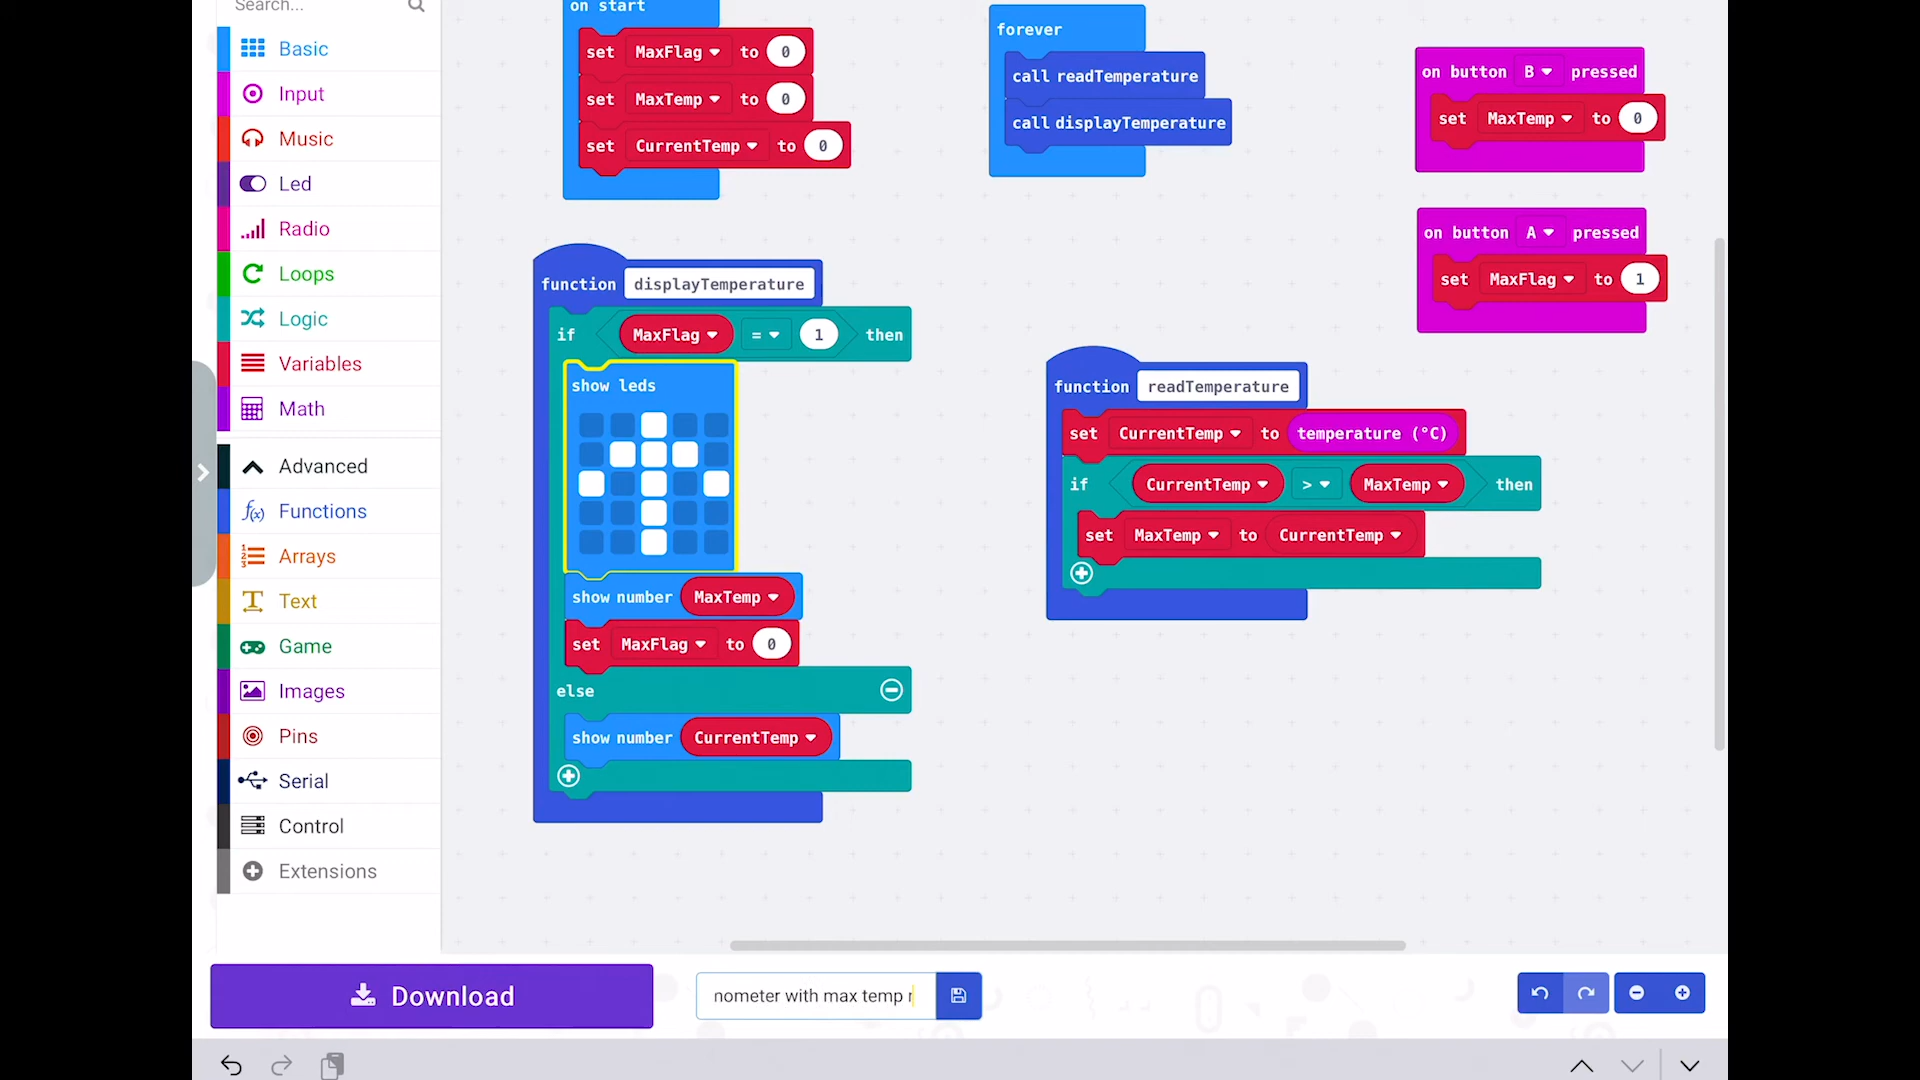 Search...
Basic
Input
Music
Led
Radio
Loops
Logic
Variables
Math
Advanced
Functions
Arrays
Text
Game
Images
Pins
Serial
Control
Extensions
on start
set MaxFlag to 0
set MaxTemp to 0
set CurrentTemp to 0
forever
call readTemperature
call displayTemperature
on button B pressed
set MaxTemp to 0
on button A pressed
set MaxFlag to 1
function displayTemperature
if MaxFlag = 1 then
show leds
show number MaxTemp
set MaxFlag to 0
else
show number CurrentTemp
function readTemperature
set CurrentTemp to temperature (°C)
if CurrentTemp > MaxTemp then
set MaxTemp to CurrentTemp
Download
nometer with max temp r